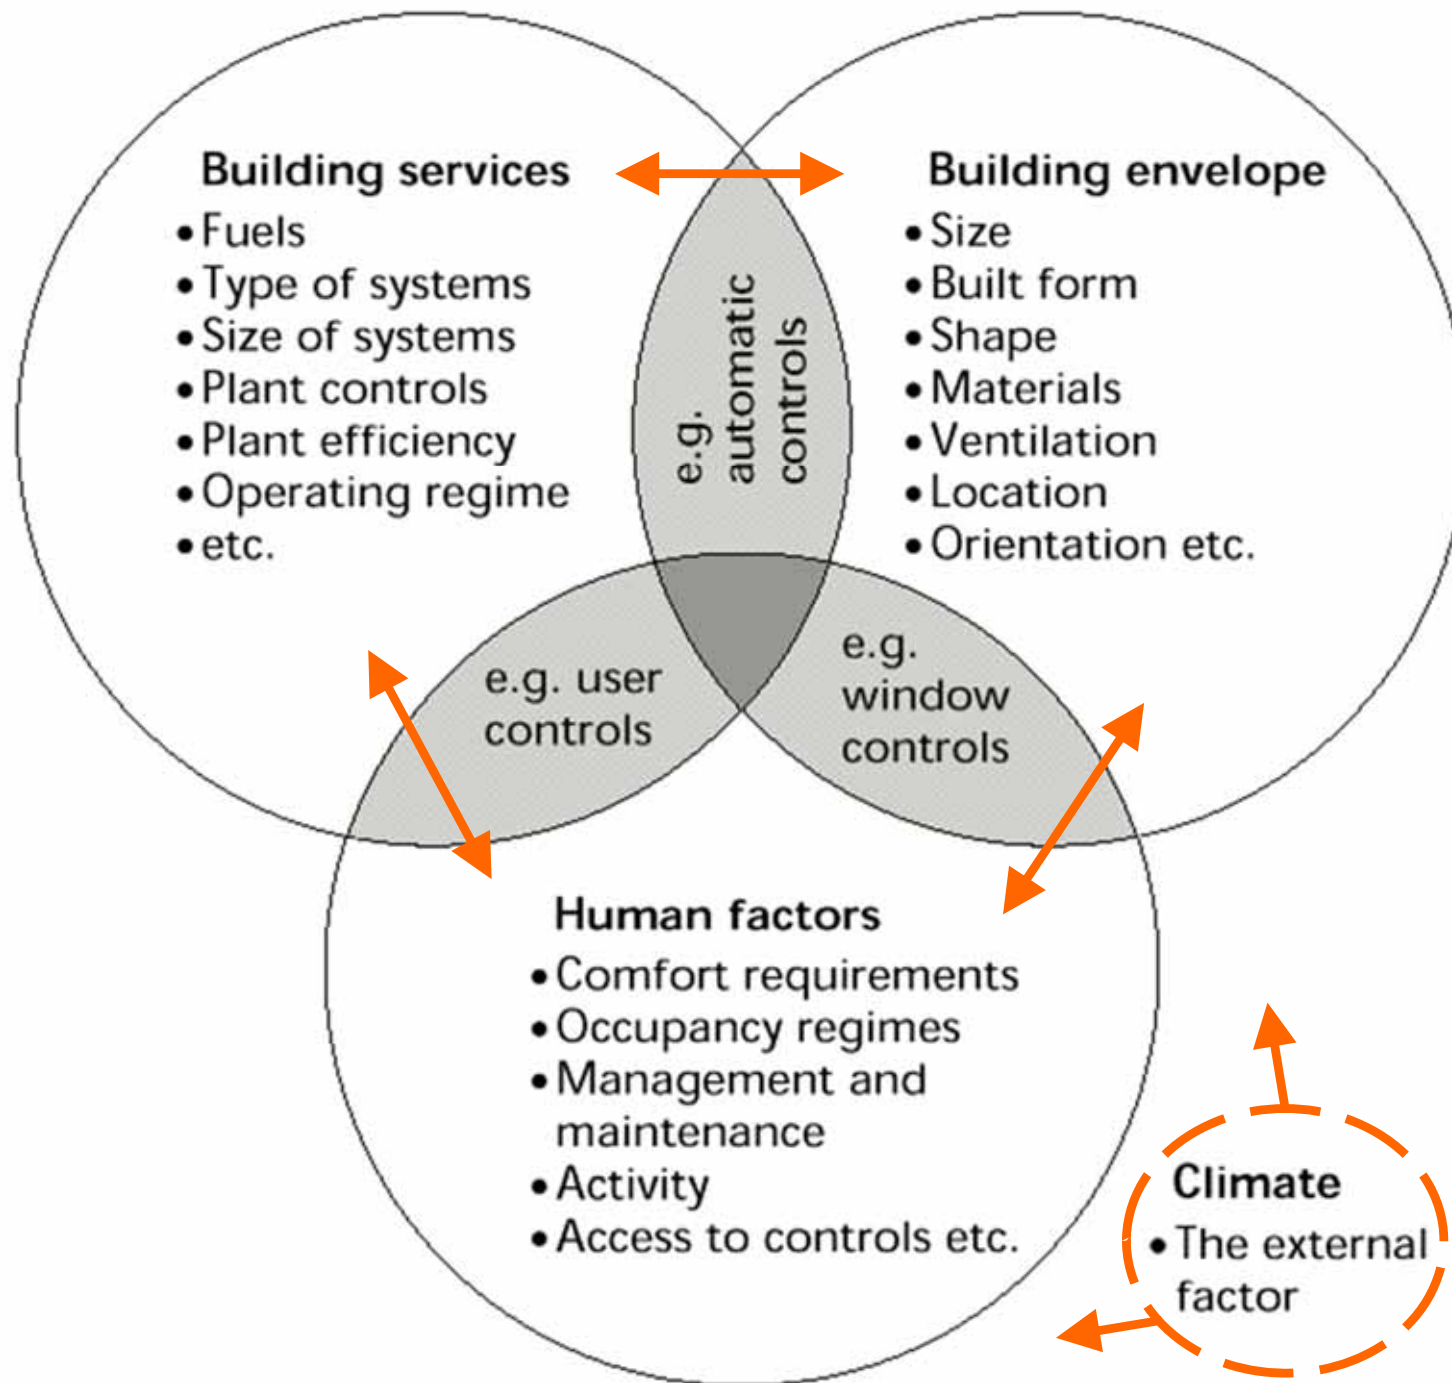 Building services
• Fuels
• Type of systems
• Size of systems
• Plant controls
• Plant efficiency
• Operating regime
• etc.
Building envelope
• Size
• Built form
• Shape
• Materials
• Ventilation
• Location
• Orientation etc.
e.g.
automatic
controls
e.g. user
controls
e.g.
window
controls
Human factors
• Comfort requirements
• Occupancy regimes
• Management and
maintenance
• Activity
• Access to controls etc.
Climate
• The external
factor